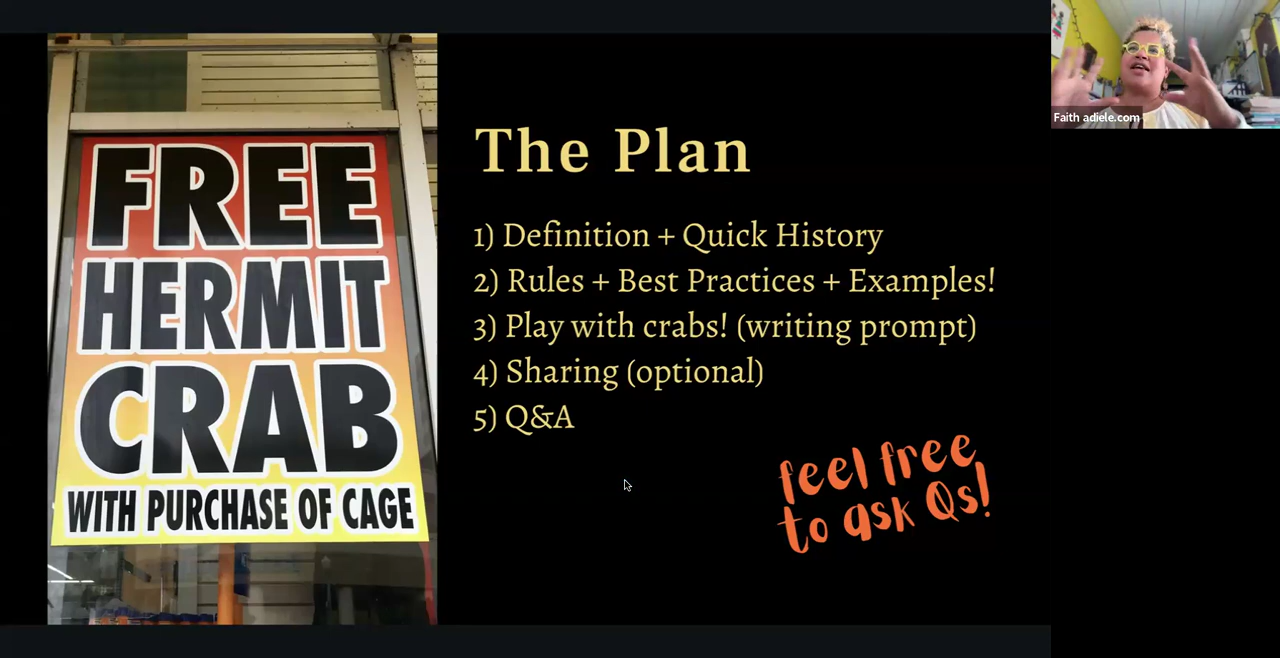 FREE
HERMIT
CRAB
WITH PURCHASE OF CAGE
The Plan
1) Definition + Quick History
2) Rules + Best Practices + Examples!
3) Play with crabs! (writing prompt)
4) Sharing (optional)
5) Q&A
feel free
to ask Qs!
Faith adiele.com